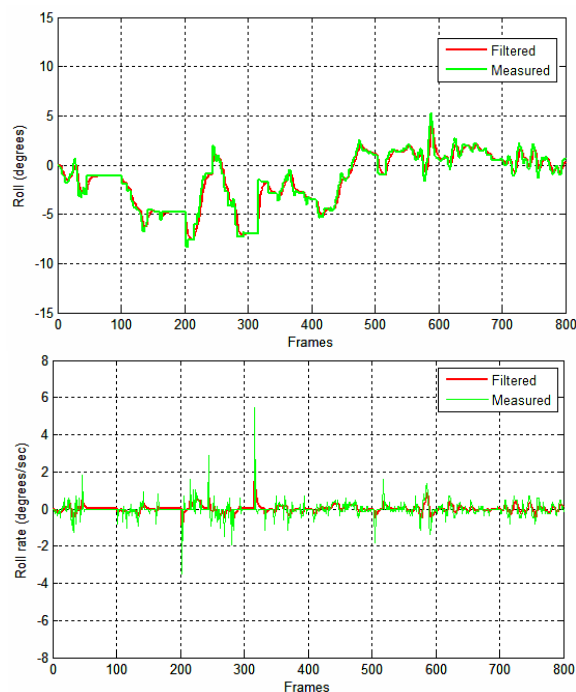 15
10
5
0
-5
-10
-15
Roll (degrees)
Filtered
Measured
0 100 200 300 400 500 600 700 800
Frames
8
6
4
2
0
-2
-4
-6
-8
Roll rate (degrees/sec)
Filtered
Measured
0 100 200 300 400 500 600 700 800
Frames